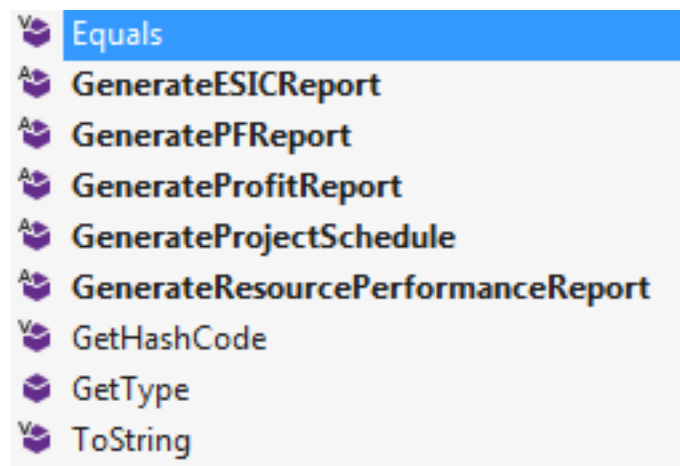 V Equals
A GenerateESICReport
A GeneratePFReport
A GenerateProfitReport
A GenerateProjectSchedule
A GenerateResourcePerformanceReport
V GetHashCode
GetType
V ToString